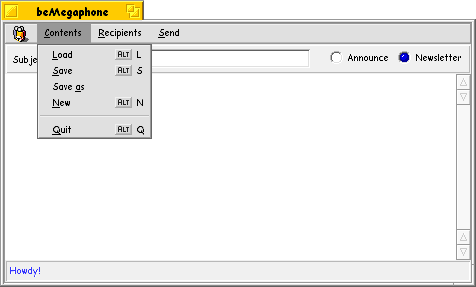 beMegaphone
Contents Recipients Send
Subje
Announce Newsletter
Load ALT L
Save ALT S
Save as
New ALT N
Quit ALT Q
Howdy!